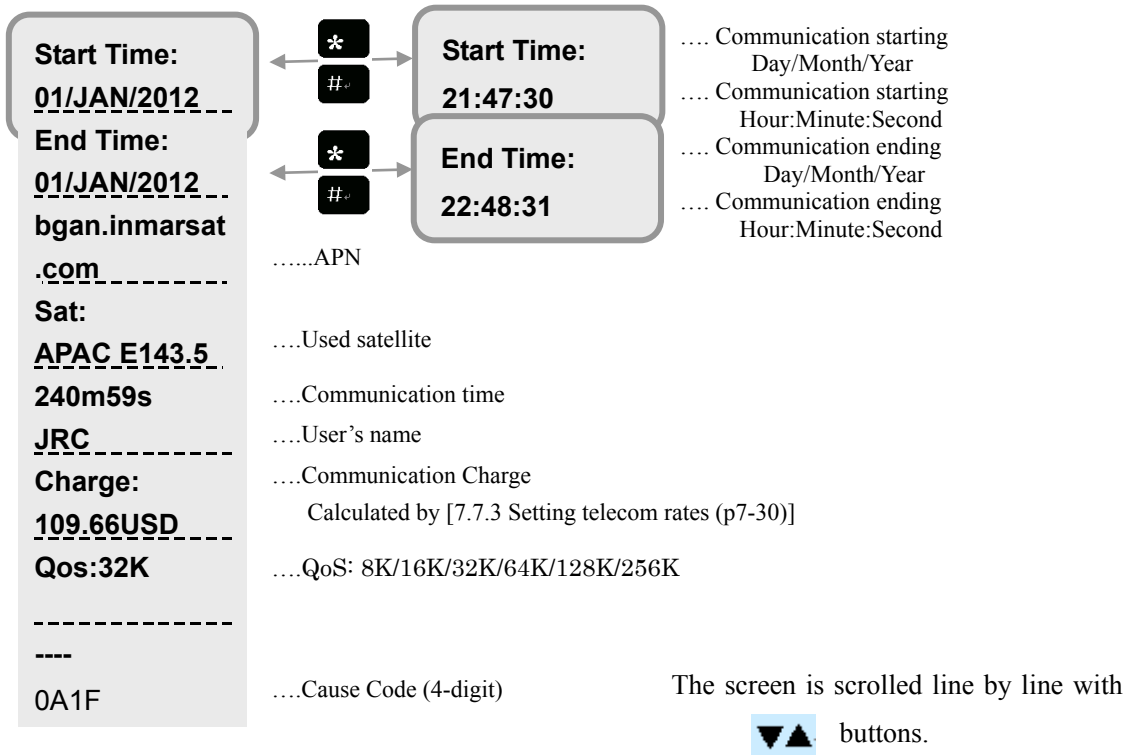 Start Time:
01/JAN/2012
End Time:
01/JAN/2012
bgan.inmarsat
.com
Sat:
APAC E143.5
240m59s
JRC
Charge:
109.66USD
Qos:32K
----
0A1F
*
#
Start Time:
21:47:30
*
#
End Time:
22:48:31
…. Communication starting
Day/Month/Year
…. Communication starting
Hour:Minute:Second
…. Communication ending
Day/Month/Year
…. Communication ending
Hour:Minute:Second
…...APN
….Used satellite
….Communication time
….User’s name
….Communication Charge
Calculated by [7.7.3 Setting telecom rates (p7-30)]
….QoS: 8K/16K/32K/64K/128K/256K
….Cause Code (4-digit)
The screen is scrolled line by line with
▼▲ buttons.